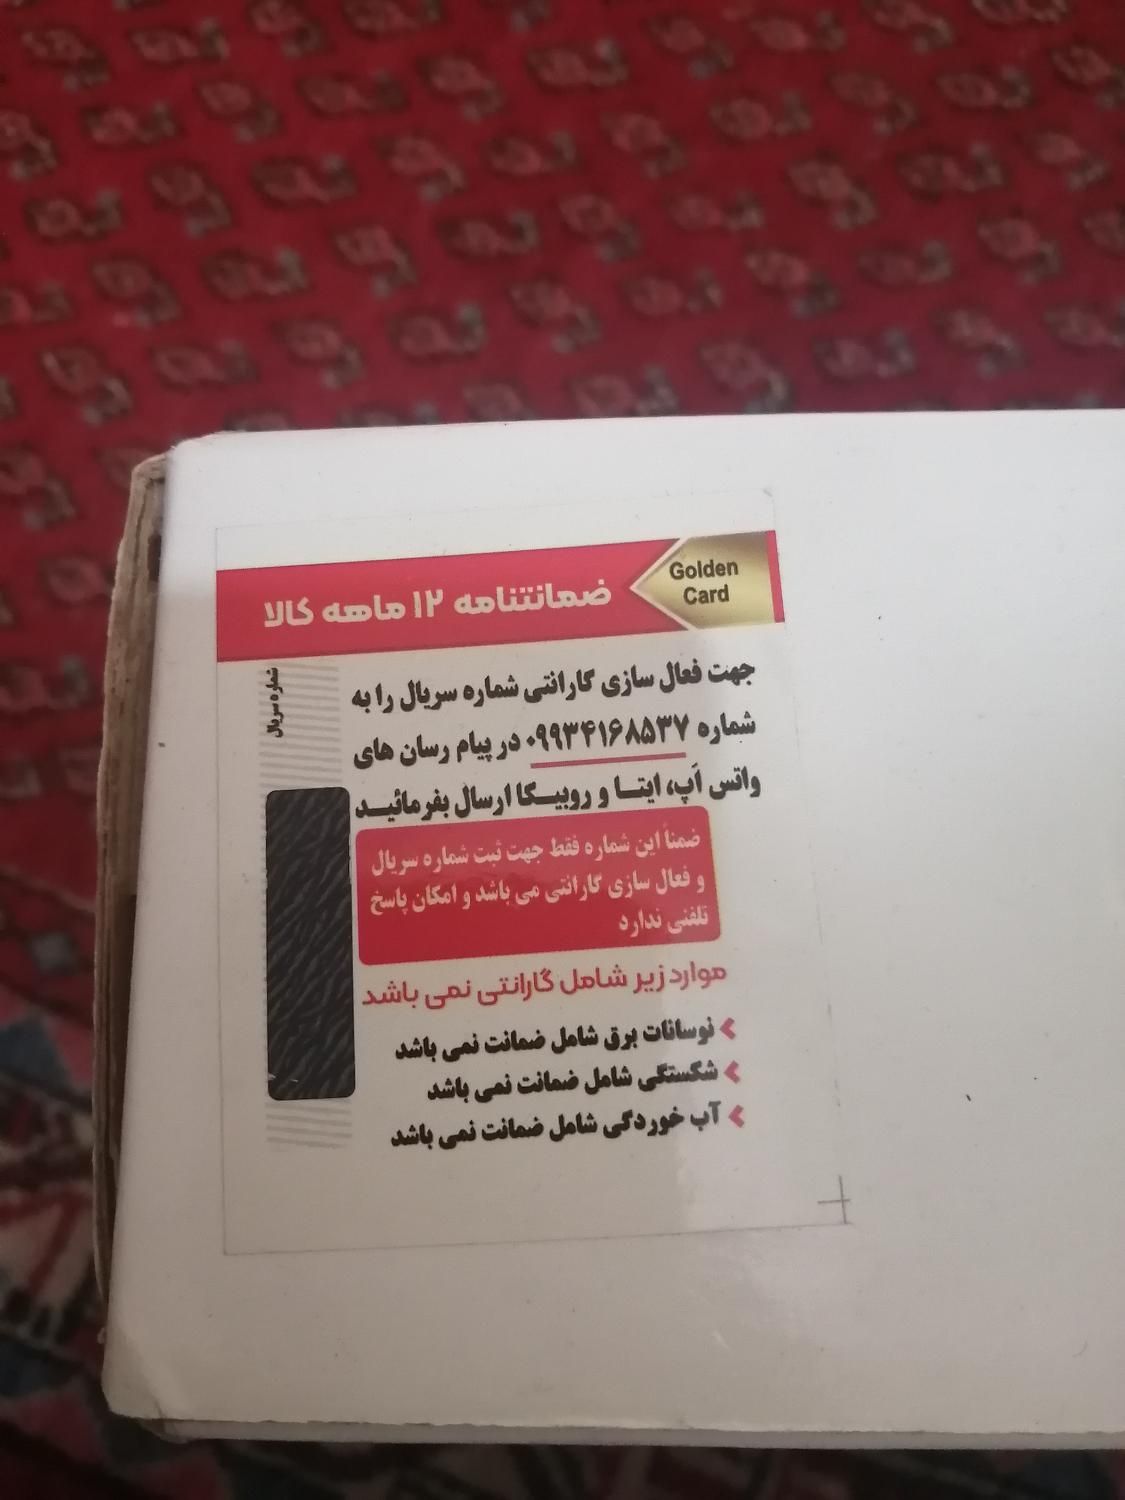 Golden
Card
ضمانتنامه ۱۲ ماهه کالا
جهت فعال سازی گارانتی شماره سریال را به
شماره ۰۹۹۳۴۱۶۸۵۳۷ در پیام رسان های
واتس اَپ، ایتـا و روبیـکا ارسال بفرمائیـد
شماره سریال
ضمناً این شماره فقط جهت ثبت شماره سریال
و فعال سازی گارانتی می باشد و امکان پاسخ
تلفنی ندارد
موارد زیر شامل گارانتی نمی باشد
نوسانات برق شامل ضمانت نمی باشد
شکستگی شامل ضمانت نمی باشد
آب خوردگی شامل ضمانت نمی باشد